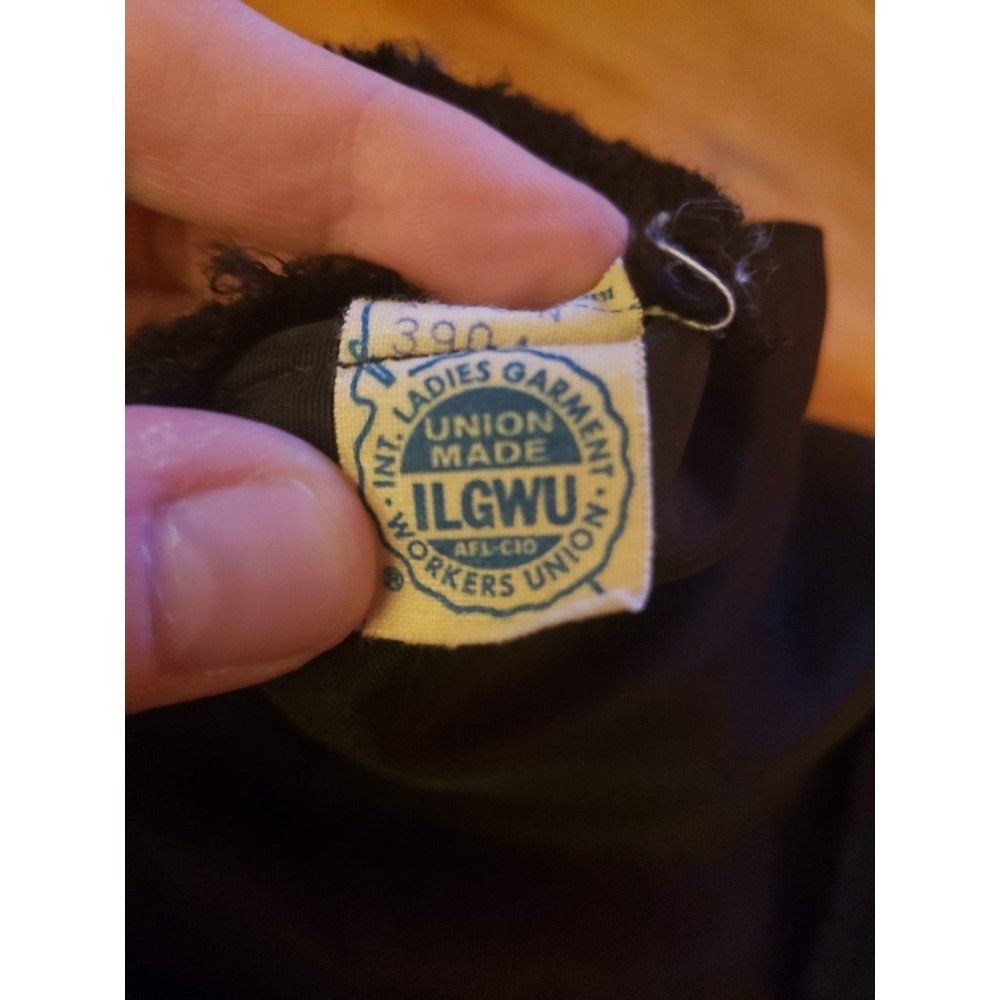 390
INT. LADIES GARMENT
UNION
MADE
ILGWU
AFL-CIO
· WORKERS UNION ·
®